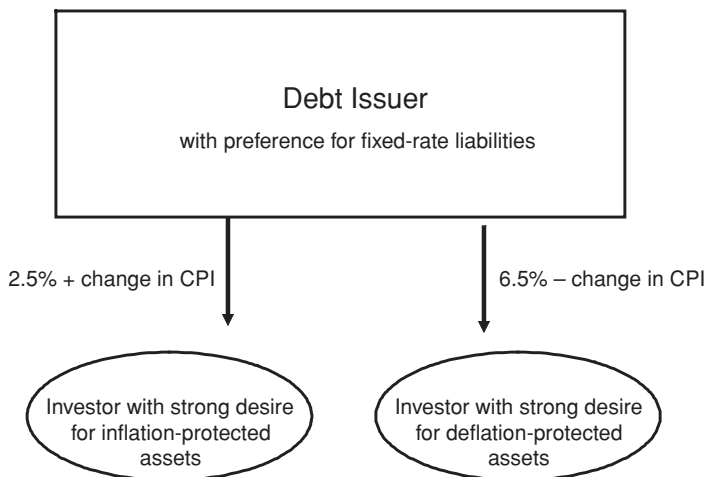 Debt Issuer
with preference for fixed-rate liabilities
2.5% + change in CPI
6.5% – change in CPI
Investor with strong desire
for inflation-protected
assets
Investor with strong desire
for deflation-protected
assets